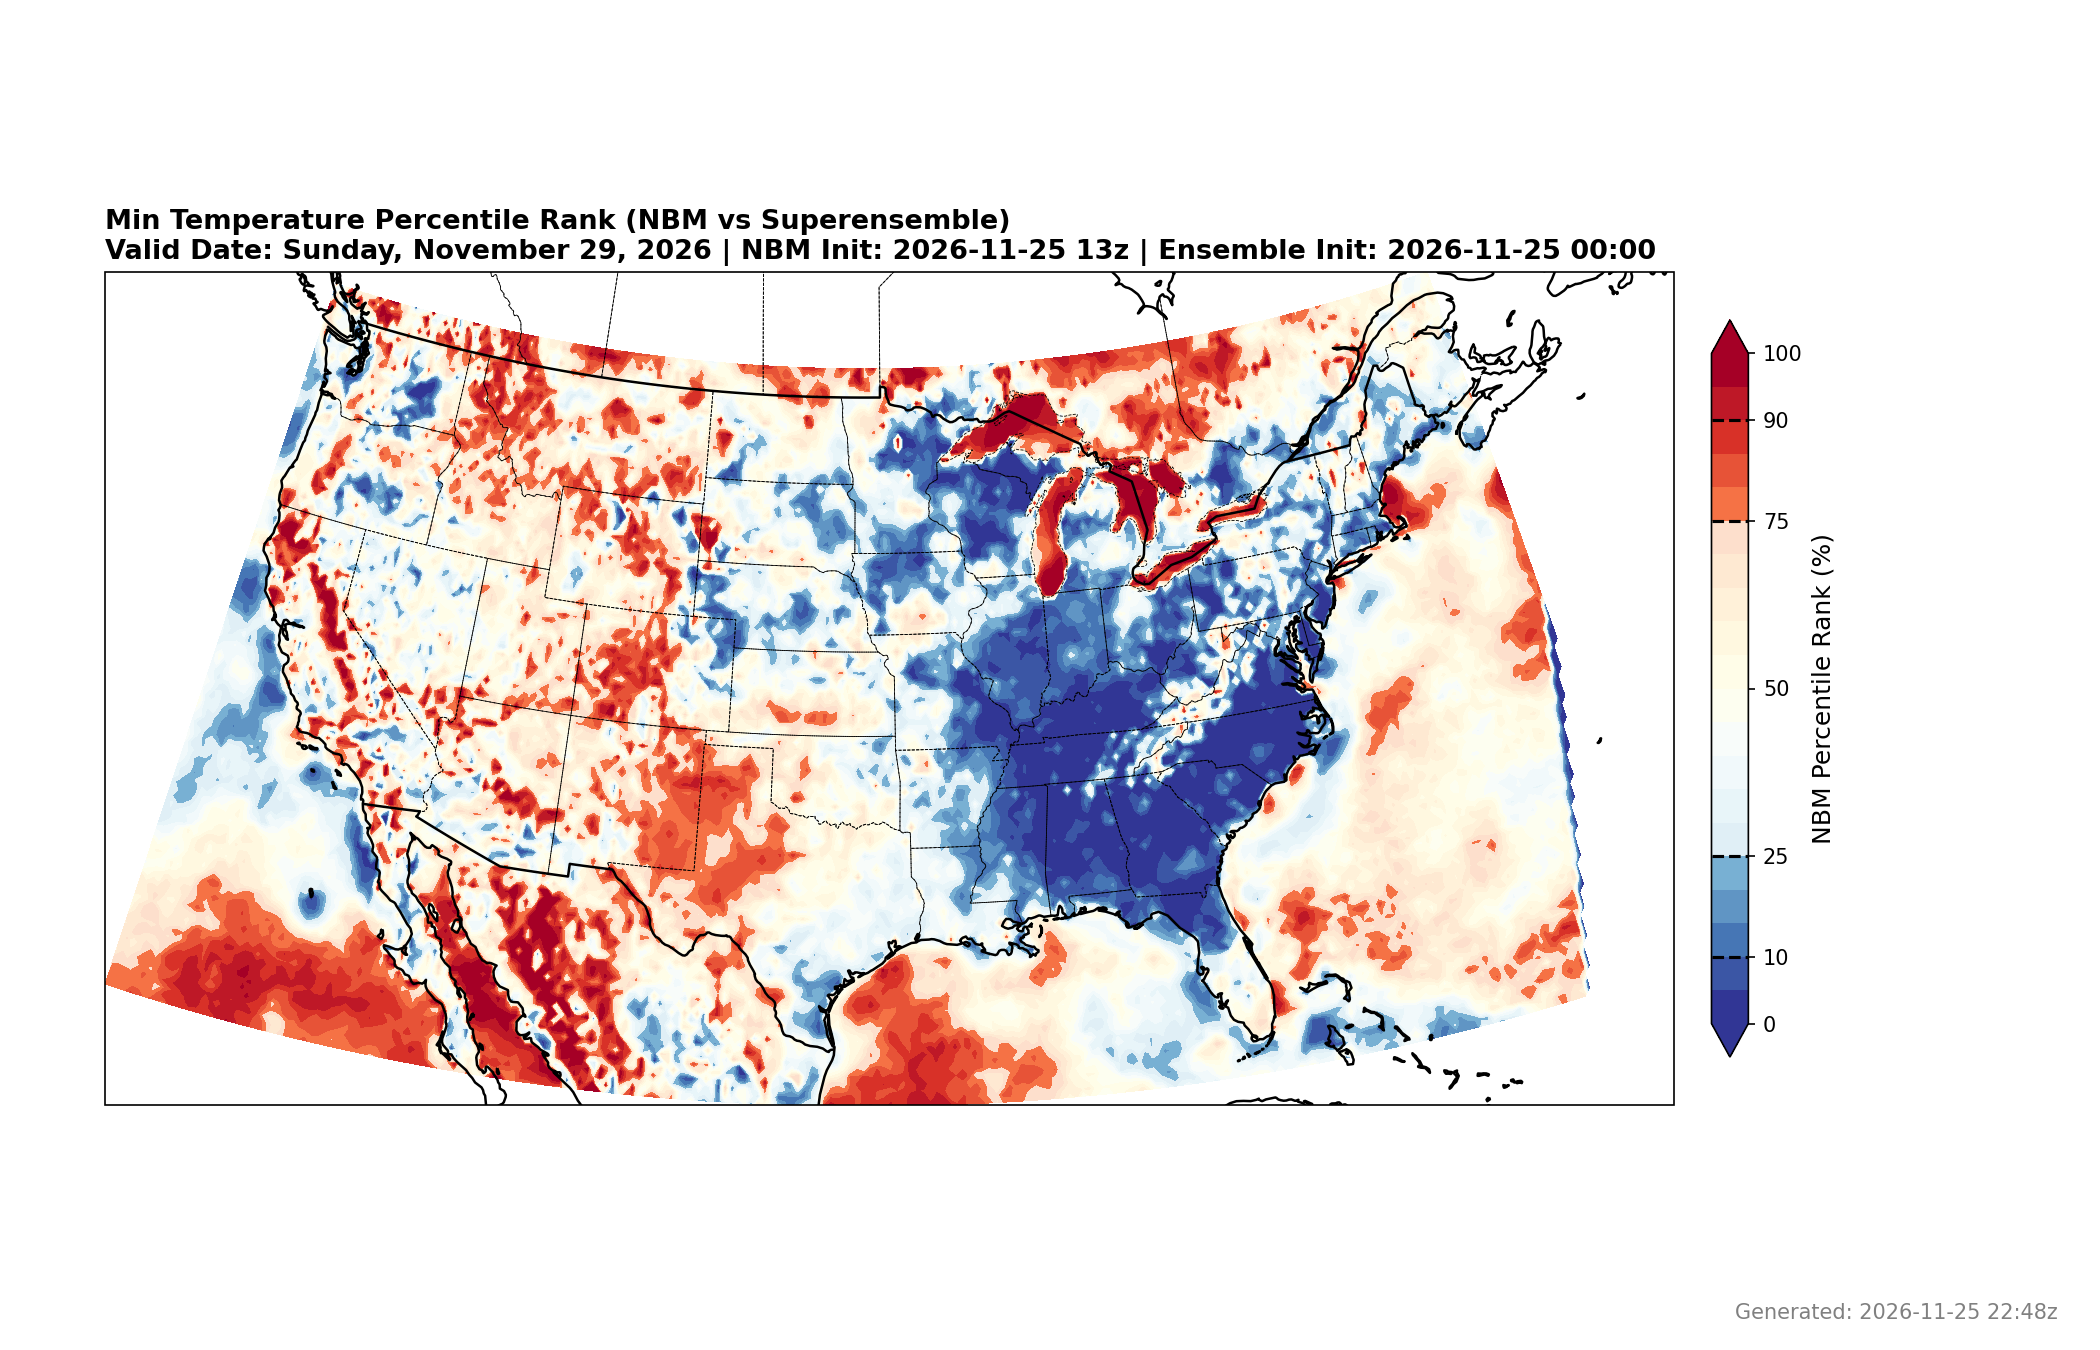 Min Temperature Percentile Rank (NBM vs Superensemble)
Valid Date: Sunday, November 29, 2026 | NBM Init: 2026-11-25 13z | Ensemble Init: 2026-11-25 00:00
100
90
75
50
25
10
0
NBM Percentile Rank (%)
Generated: 2026-11-25 22:48z